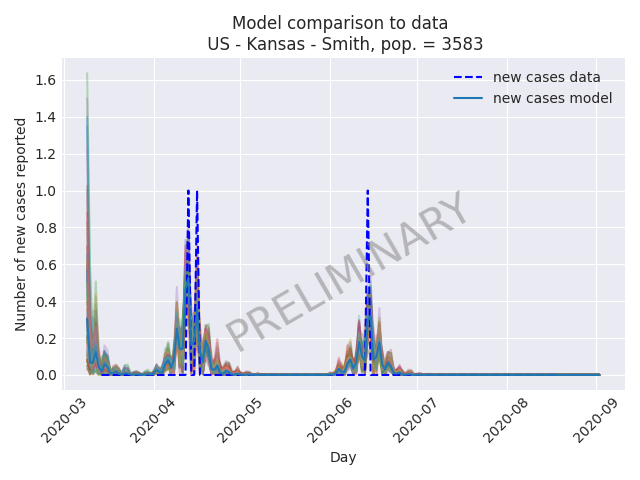 Model comparison to data
US - Kansas - Smith, pop. = 3583
new cases data
new cases model
Number of new cases reported
1.6
1.4
1.2
1.0
0.8
0.6
0.4
0.2
0.0
PRELIMINARY
2020-03
2020-04
2020-05
2020-06
2020-07
2020-08
2020-09
Day